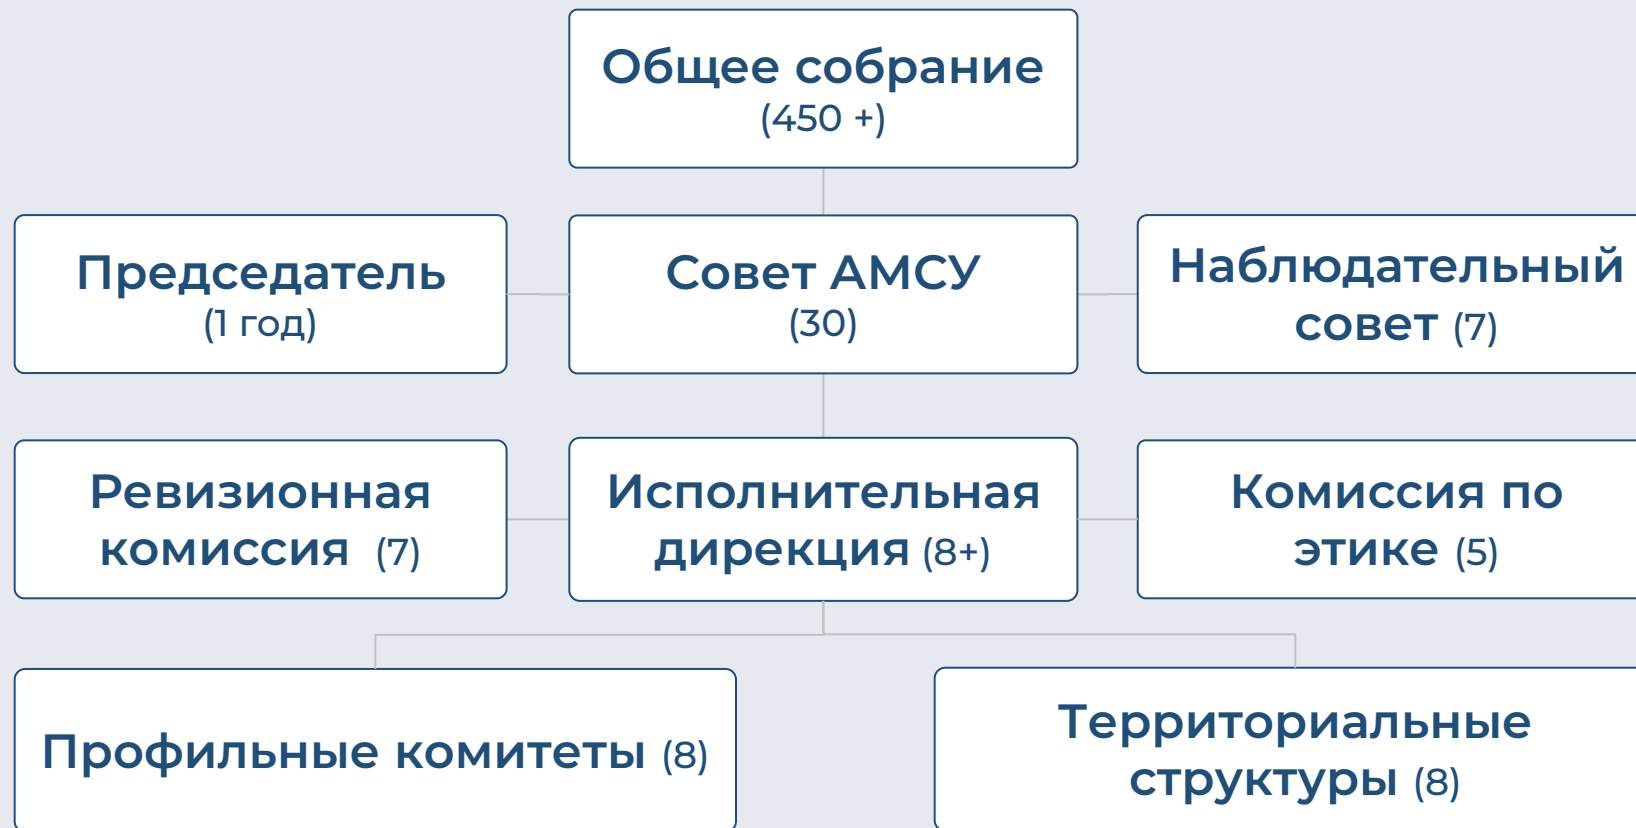 Общее собрание
(450 +)
Председатель
(1 год)
Совет АМСУ
(30)
Наблюдательный
совет (7)
Ревизионная
комиссия (7)
Исполнительная
дирекция (8+)
Комиссия по
этике (5)
Профильные комитеты (8)
Территориальные
структуры (8)